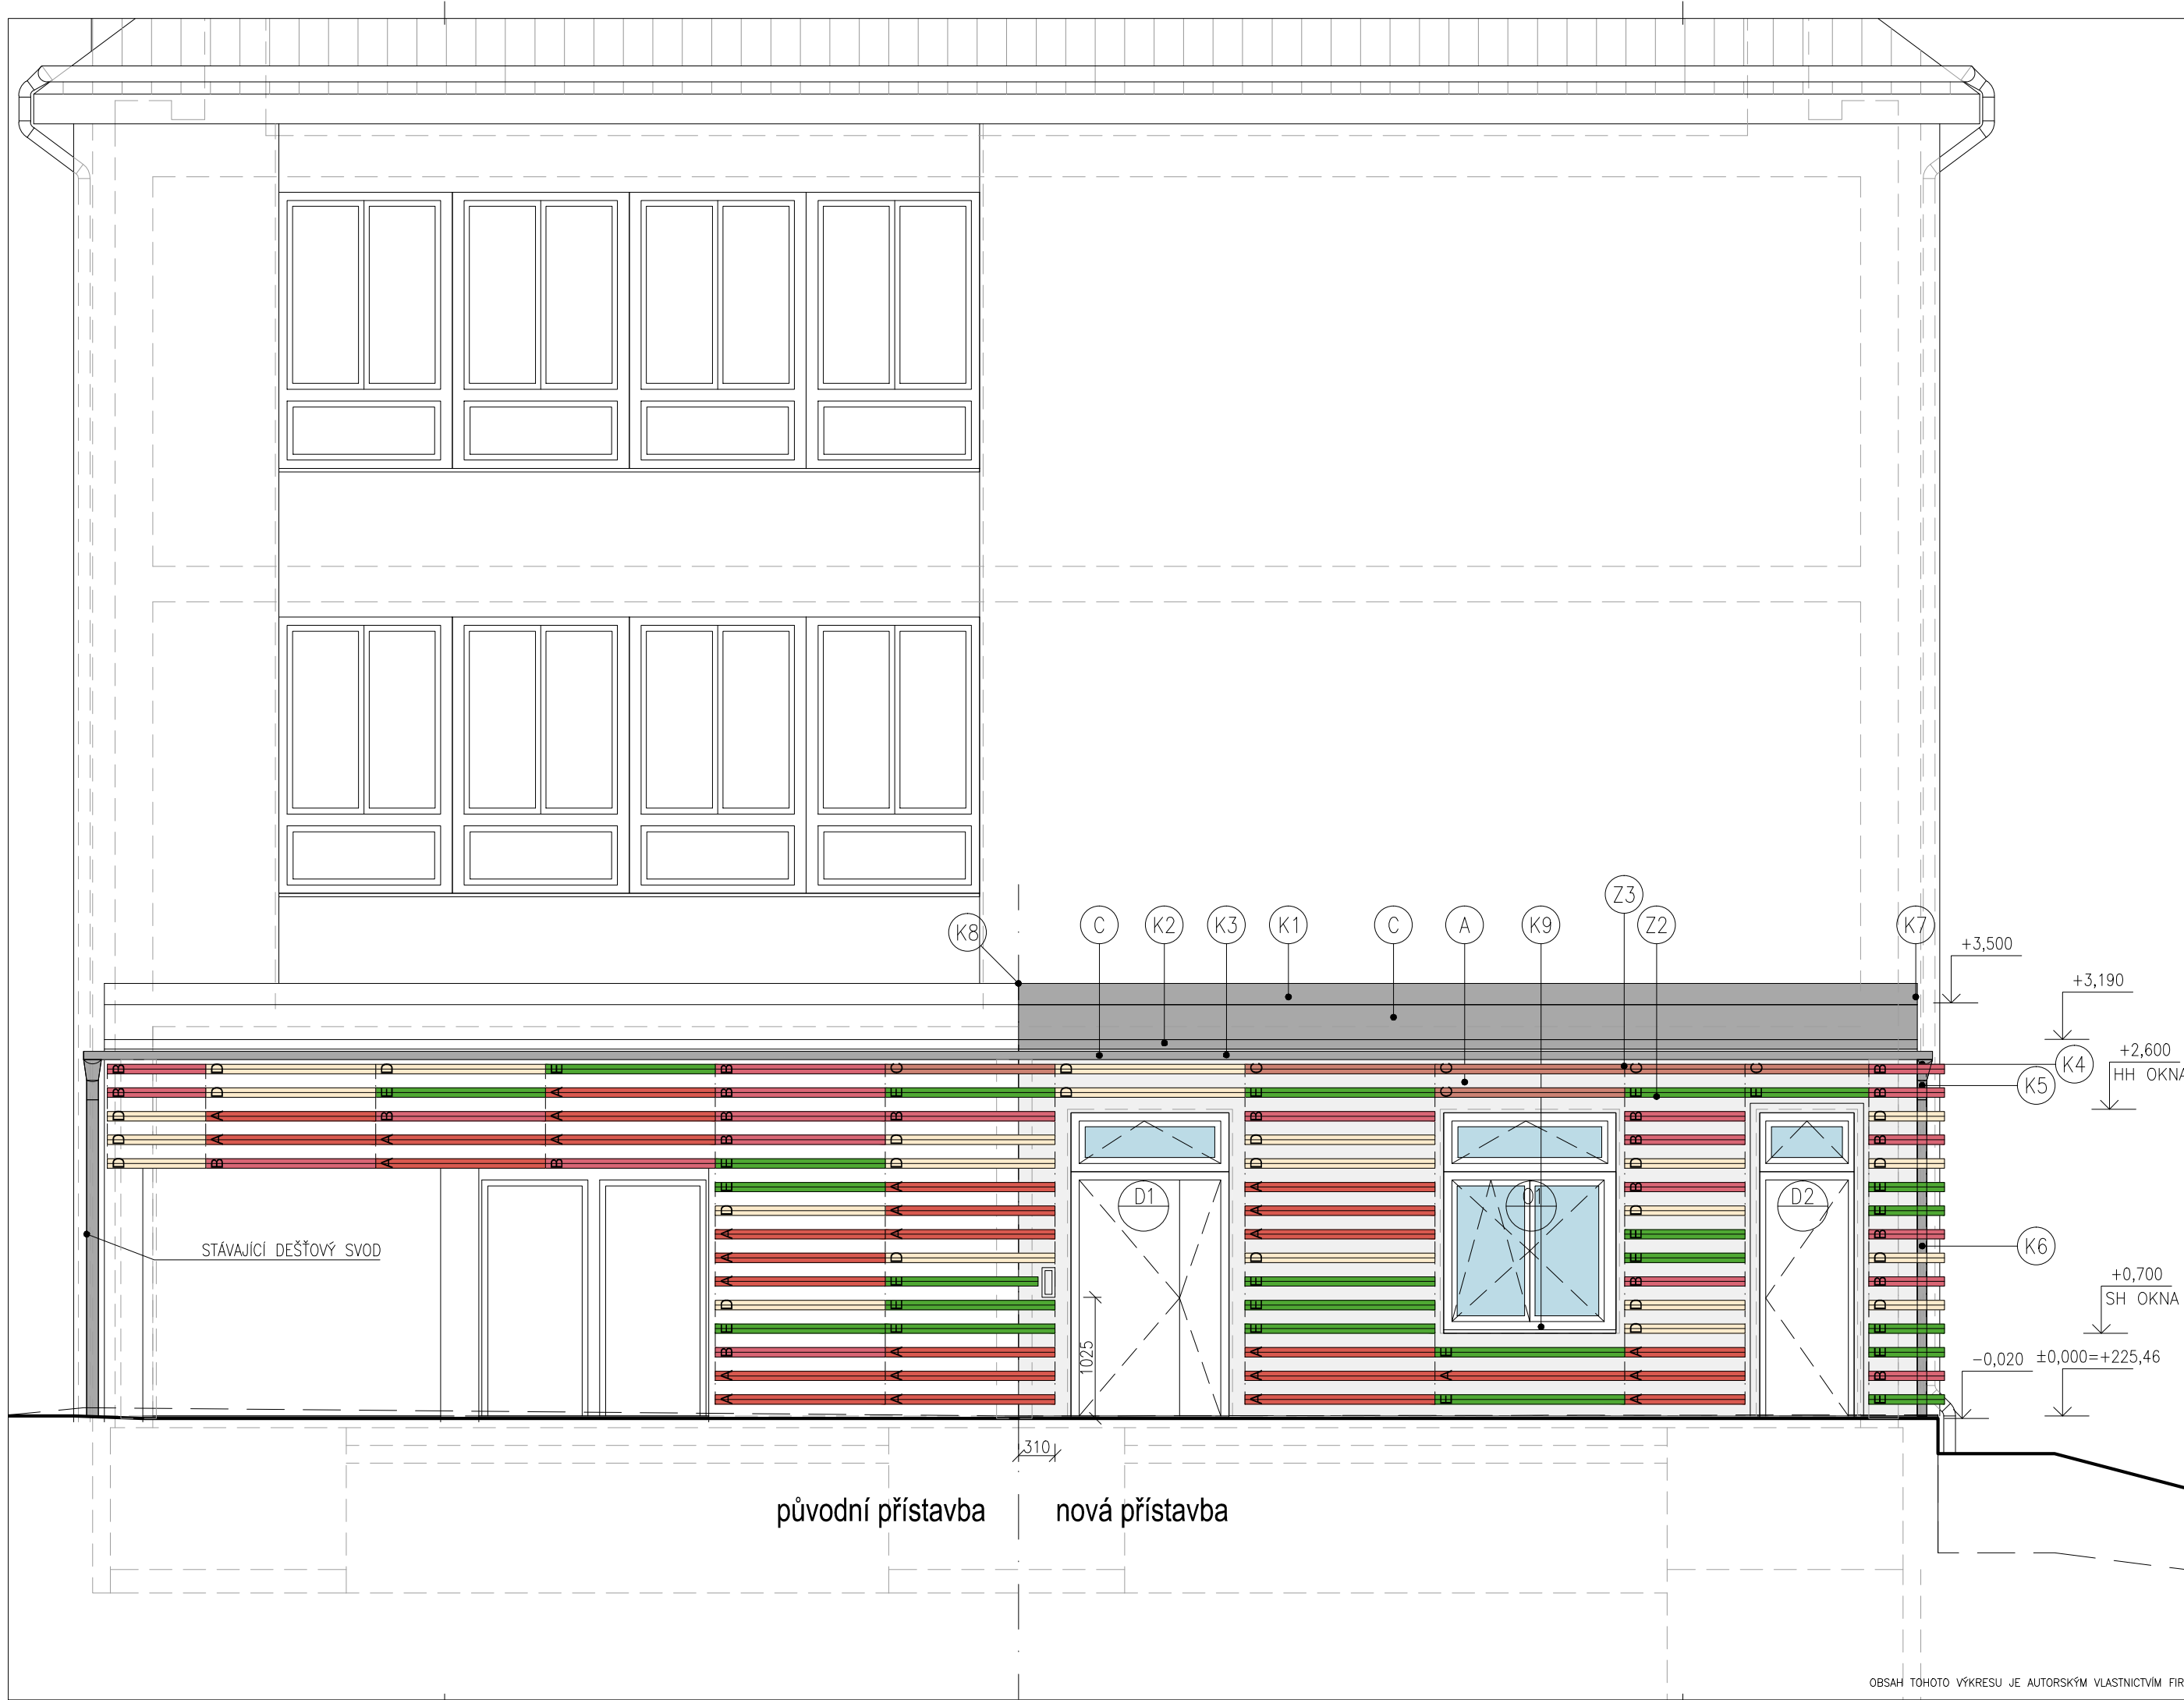 Z3
K8
C
K2
K3
K1
C
A
K9
Z2
K7
+3,500
+3,190
+2,600
HH OKNA
K4
K5
B D D E B C D C C C C B
B D E A B E D E C E E B
D A B A B B B B D
D A A A B D D B B
D B A B E D D D D
E A A B E
D1
O1
D2
D A A D E
A A A E B
STÁVAJÍCÍ DEŠŤOVÝ SVOD
K6
A D D E D
A E E B B
+0,700
SH OKNA
D E E D D
E E E D E
1025
B A A E A E
-0,020
±0,000=+225,46
A A A A A B
A A A E A E
310
původní přístavba
nová přístavba
OBSAH TOHOTO VÝKRESU JE AUTORSKÝM VLASTNICTVÍM FIR